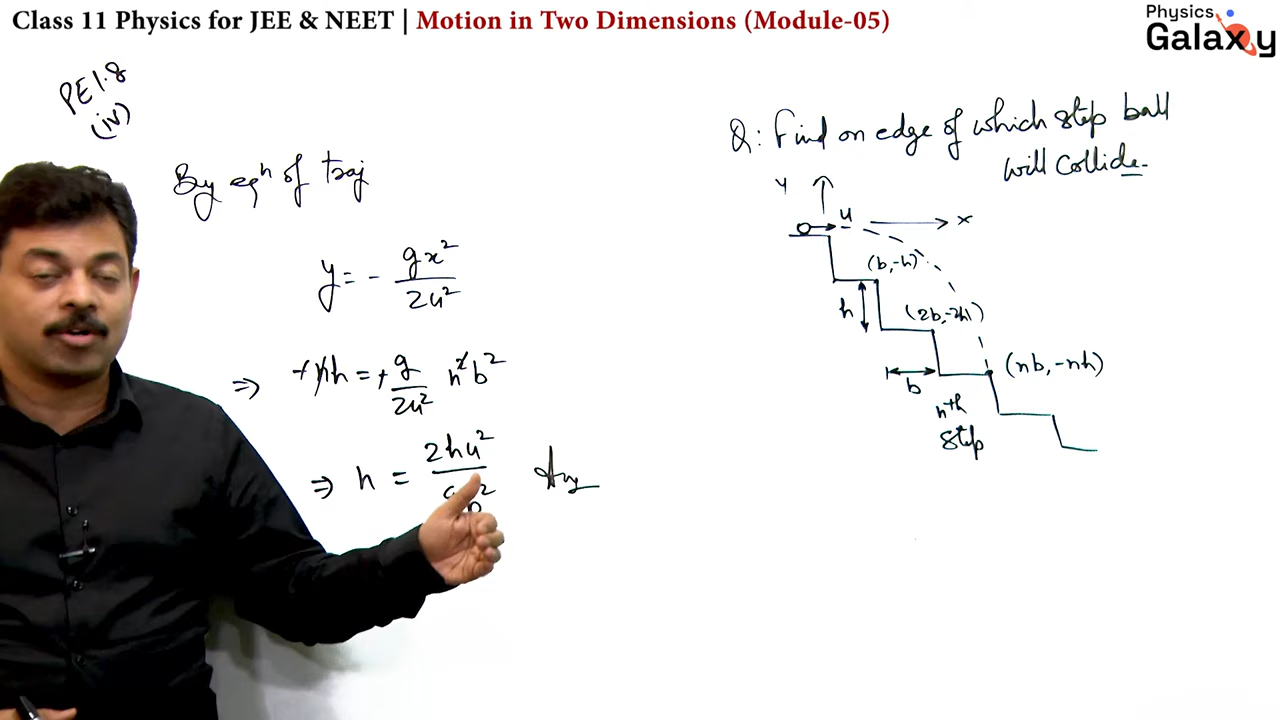 Class 11 Physics for JEE & NEET | Motion in Two Dimensions (Module-05)
Physics
Galaxy
PE 1.8
(iv)
By eqⁿ of traj
y = - gx²/2u²
⇒ -nh = - g/2u² n²b²
⇒ n = 2hu²/gb² Ans
Q: Find on edge of which step ball
will collide.
y
u
x
(b,-h)
h
(2b,-2h)
(nb, -nh)
b
nth
step